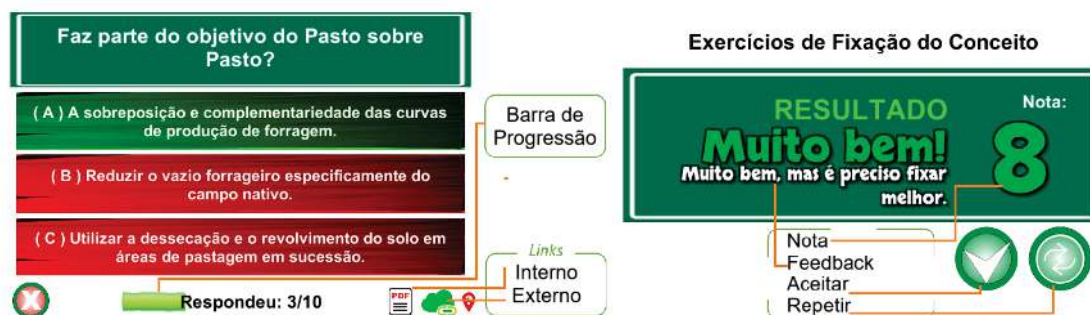 Faz parte do objetivo do Pasto sobre
Pasto?
( A ) A sobreposição e complementariedade das curvas
de produção de forragem.
( B ) Reduzir o vazio forrageiro especificamente do
campo nativo.
( C ) Utilizar a dessecação e o revolvimento do solo em
áreas de pastagem em sucessão.
Respondeu: 3/10
PDF
Barra de
Progressão
Links
Interno
Externo
Exercícios de Fixação do Conceito
RESULTADO
Nota:
Muito bem!
8
Muito bem, mas é preciso fixar
melhor.
Nota
Feedback
Aceitar
Repetir